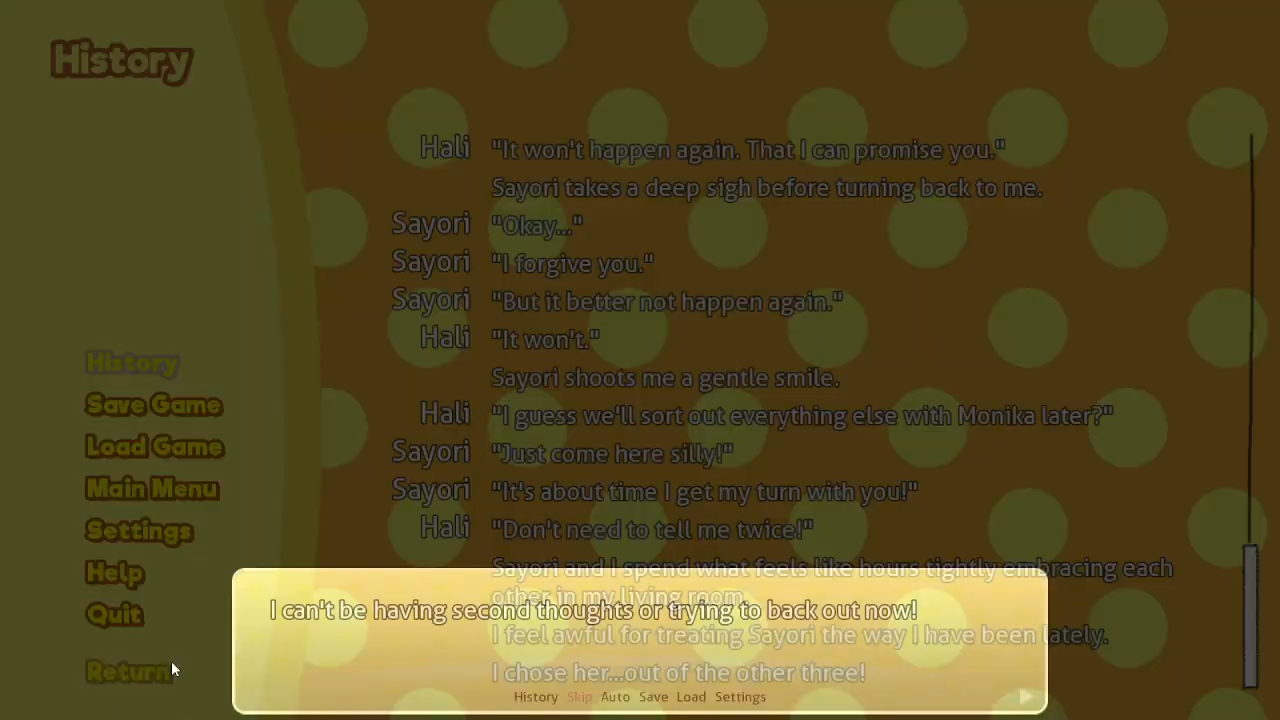 History
Hali "It won't happen again. That I can promise you."
Sayori takes a deep sigh before turning back to me.
Sayori "Okay..."
Sayori "I forgive you."
Sayori "But it better not happen again."
Hali "It won't."
Sayori shoots me a gentle smile.
Hali "I guess we'll sort out everything else with Monika later?"
Sayori "Just come here silly!"
Sayori "It's about time I get my turn with you!"
Hali "Don't need to tell me twice!"
Sayori and I spend what feels like hours tightly embracing each
other in my living room.
I feel awful for treating Sayori the way I have been lately.
I chose her...out of the other three!
History
Save Game
Load Game
Main Menu
Settings
Help
Quit
Return
I can't be having second thoughts or trying to back out now!
History Skip Auto Save Load Settings